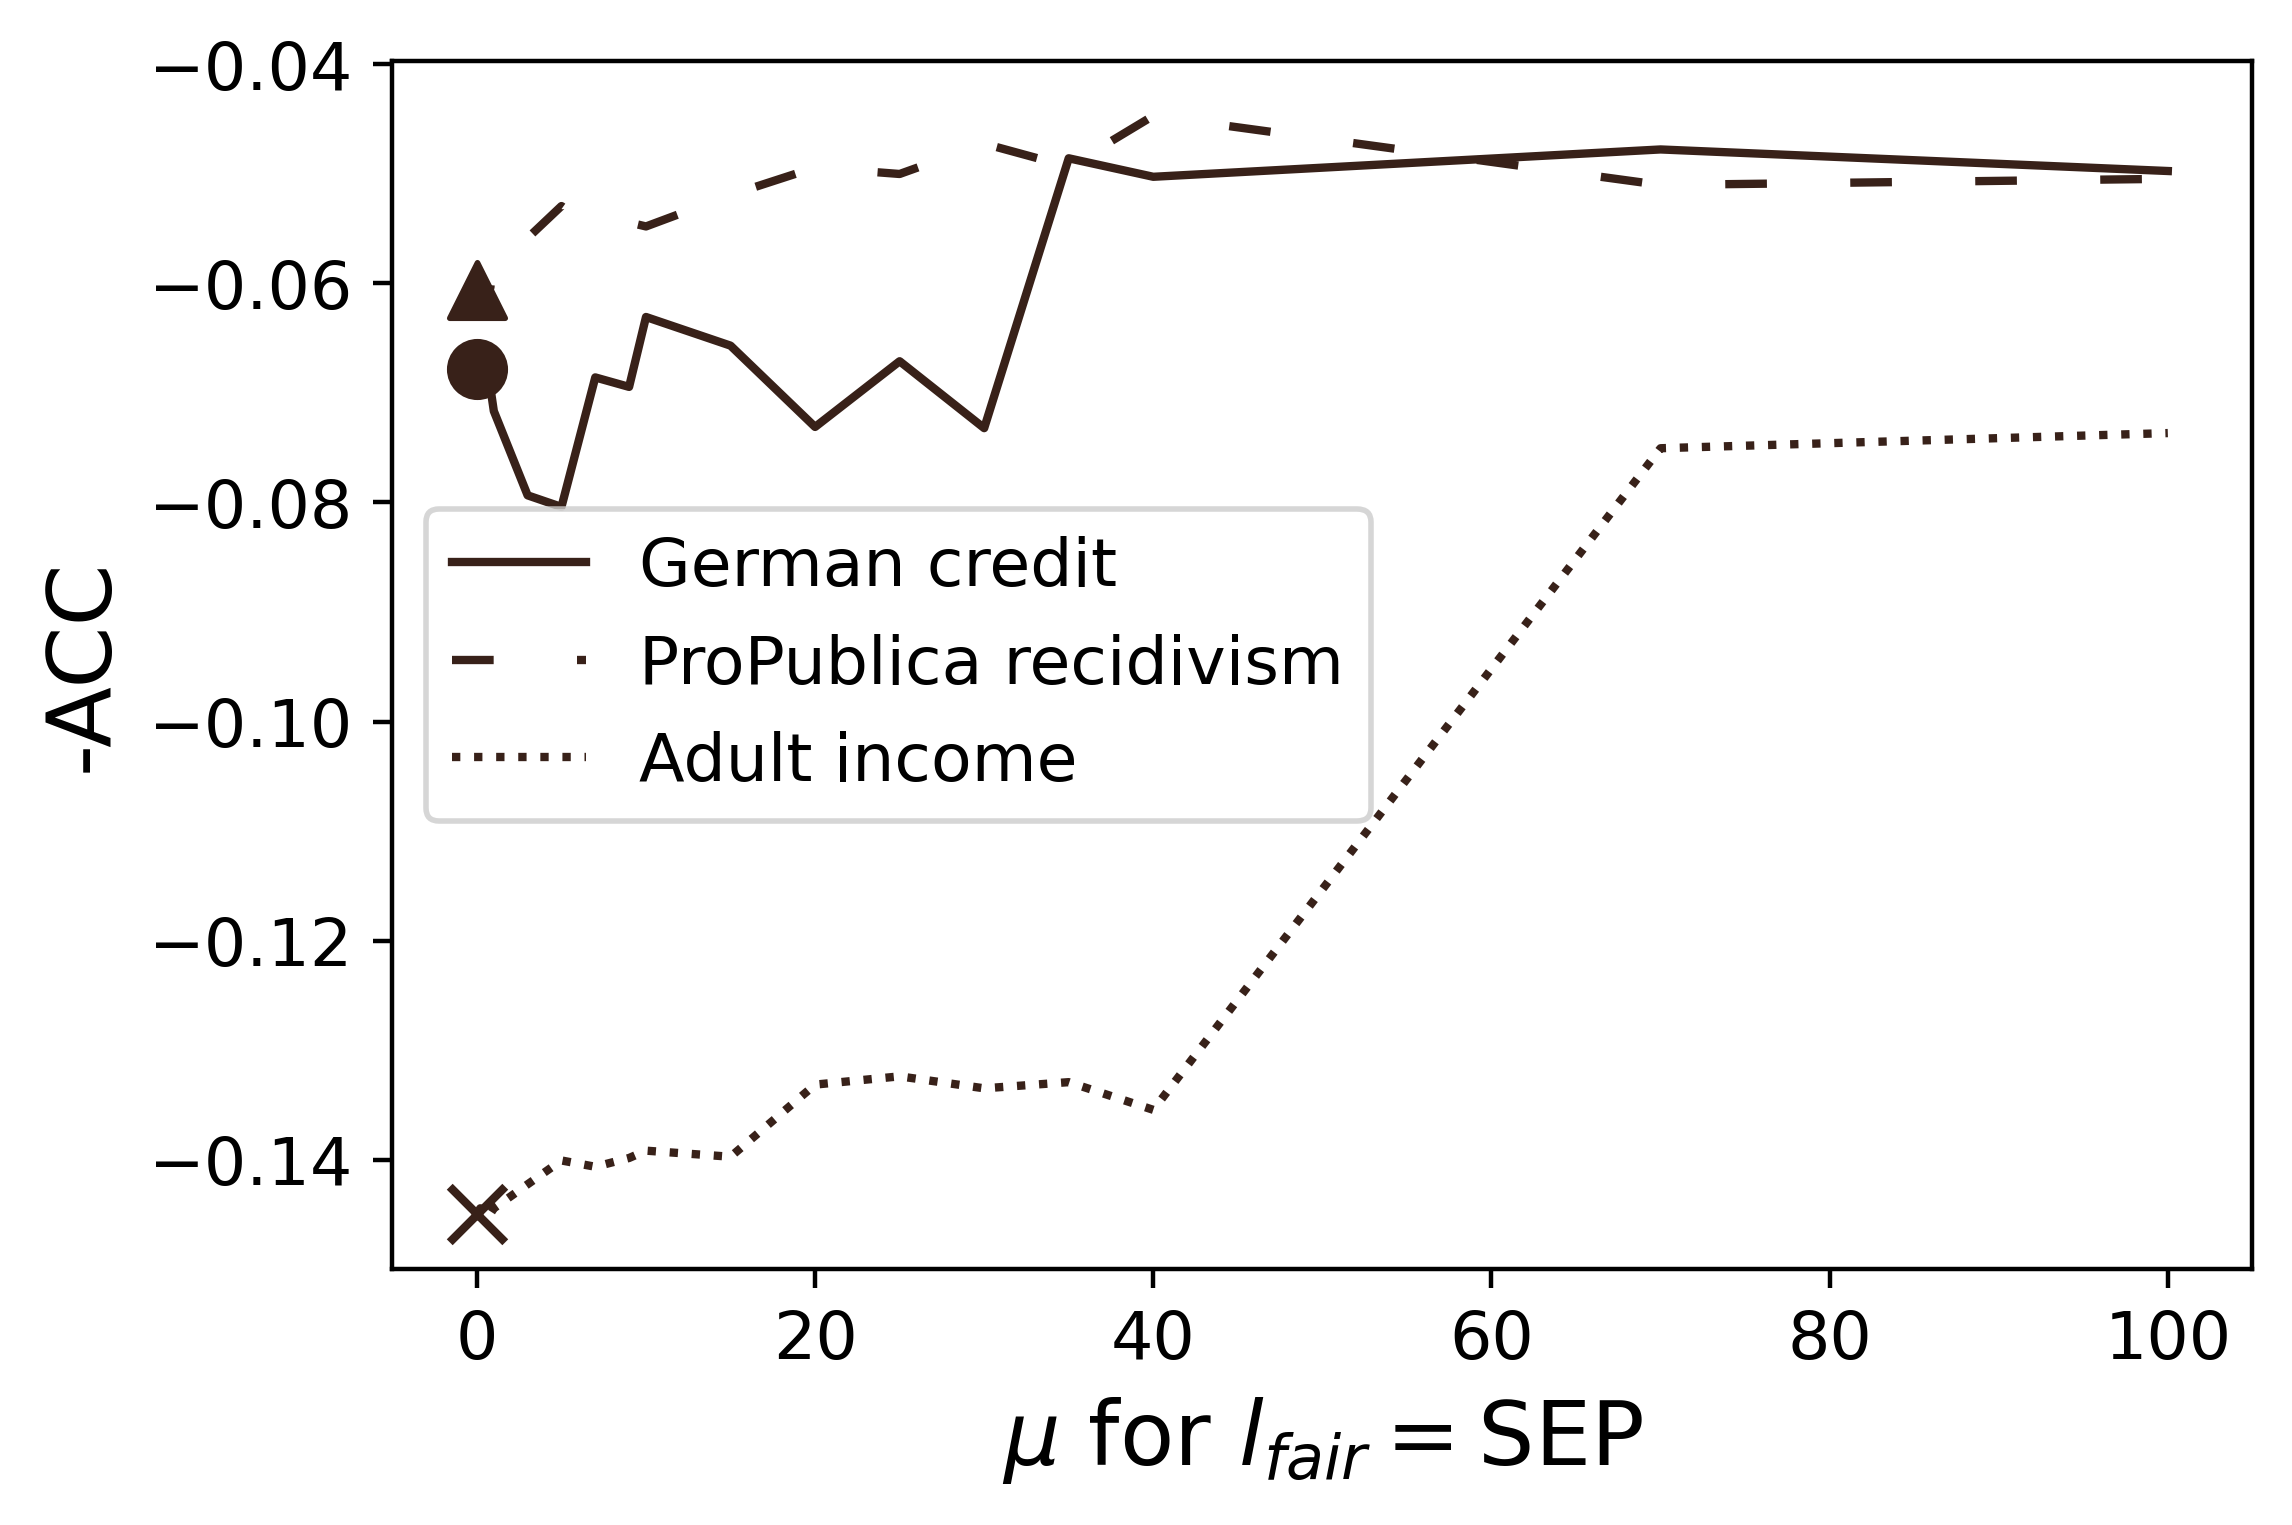 −0.04
−0.06
−0.08
−0.10
−0.12
−0.14
-ACC
German credit
ProPublica recidivism
Adult income
0 20 40 60 80 100
μ for l_fair = SEP